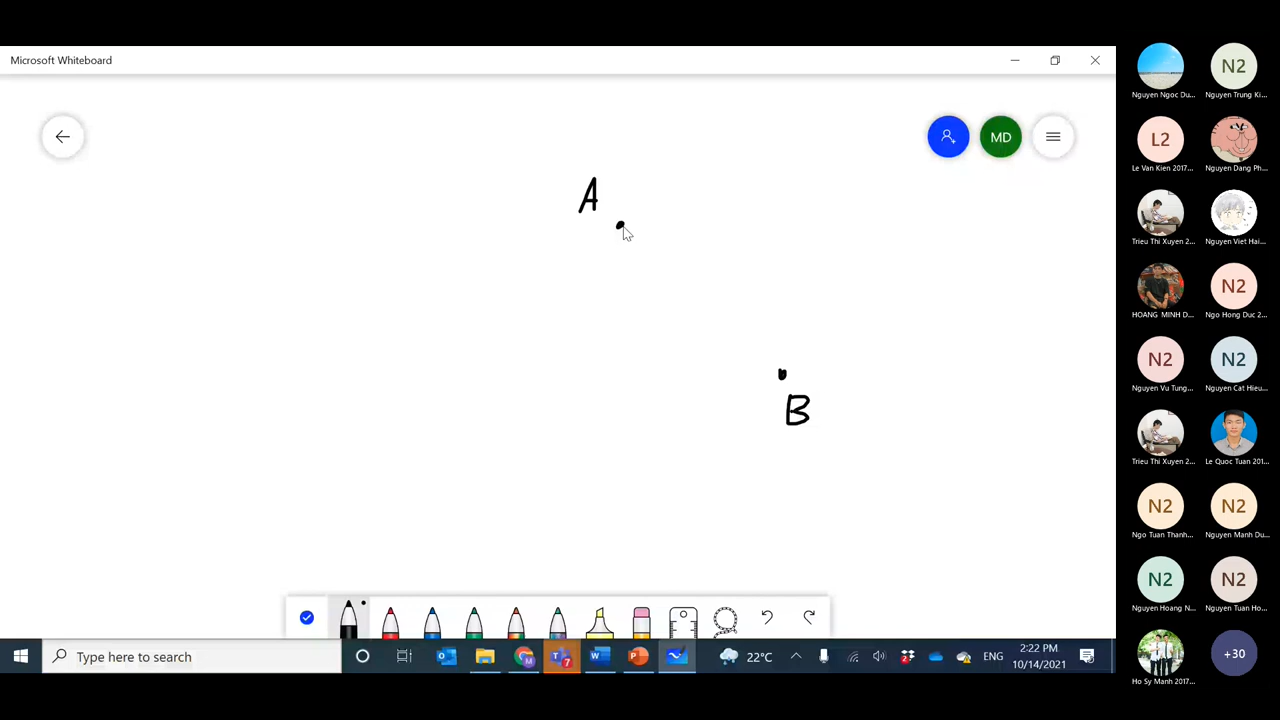 Microsoft Whiteboard
MD
A
B
Type here to search
7
22°C
ENG
2:22 PM
10/14/2021
Nguyen Ngoc Du...
N2
Nguyen Trung Ki...
L2
Le Van Kien 2017...
Nguyen Dang Ph...
Trieu Thi Xuyen 2...
Nguyen Viet Hai...
HOANG MINH D...
N2
Ngo Hong Duc 2...
N2
Nguyen Vu Tung...
N2
Nguyen Cat Hieu...
Trieu Thi Xuyen 2...
Le Quoc Tuan 201...
N2
Ngo Tuan Thanh...
N2
Nguyen Manh Du...
N2
Nguyen Hoang N...
N2
Nguyen Tuan Ho...
Ho Sy Manh 2017...
+30